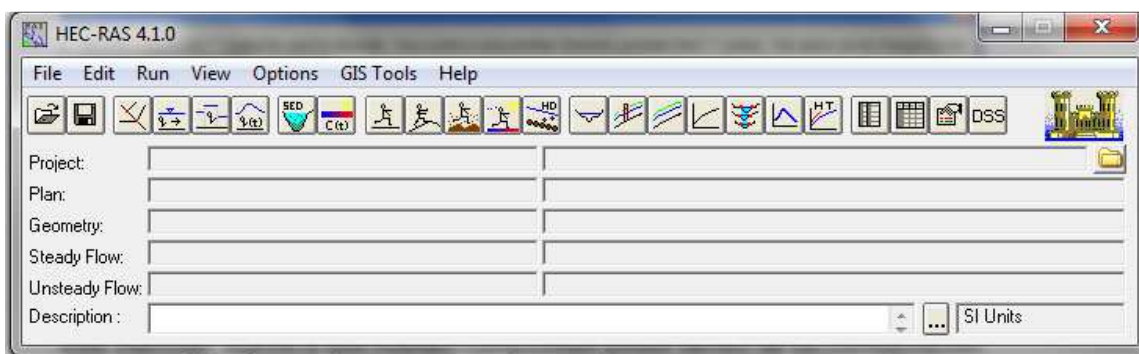 HEC-RAS 4.1.0
File Edit Run View Options GIS Tools Help
SED C(t) HD HT DSS
Project:
Plan:
Geometry:
Steady Flow:
Unsteady Flow:
Description : ... SI Units